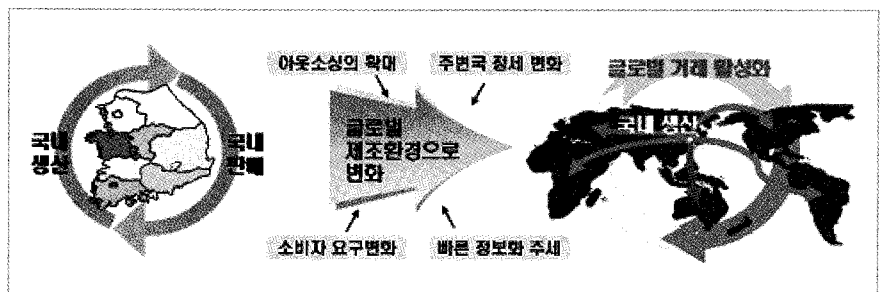 국내
생산
국내
판매
아웃소싱의 확대
주변국 정세 변화
글로벌
제조환경으로
변화
소비자 요구변화
빠른 정보화 추세
글로벌 거래 활성화
국내 생산